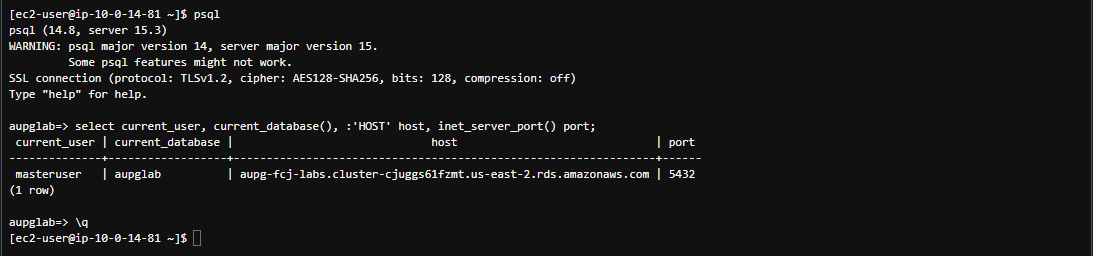 [ec2-user@ip-10-0-14-81 ~]$ psql
psql (14.8, server 15.3)
WARNING: psql major version 14, server major version 15.
         Some psql features might not work.
SSL connection (protocol: TLSv1.2, cipher: AES128-SHA256, bits: 128, compression: off)
Type "help" for help.

aupglab=> select current_user, current_database(), :'HOST' host, inet_server_port() port;
 current_user | current_database |                              host                               | port
--------------+------------------+-----------------------------------------------------------------+------
 masteruser   | aupglab          | aupg-fcj-labs.cluster-cjuggs61fzmt.us-east-2.rds.amazonaws.com | 5432
(1 row)

aupglab=> \q
[ec2-user@ip-10-0-14-81 ~]$